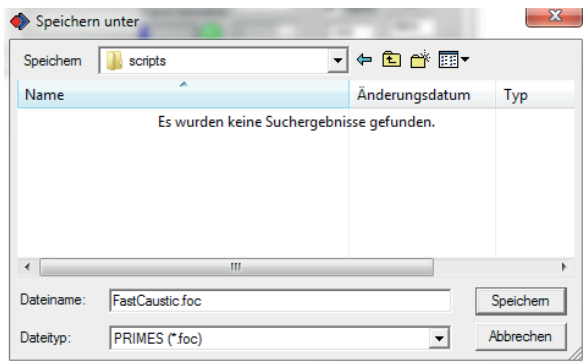 Speichern unter
Speichern scripts
Name Änderungsdatum Typ
Es wurden keine Suchergebnisse gefunden.
Dateiname: FastCaustic.foc Speichern
Dateityp: PRIMES (*.foc) Abbrechen